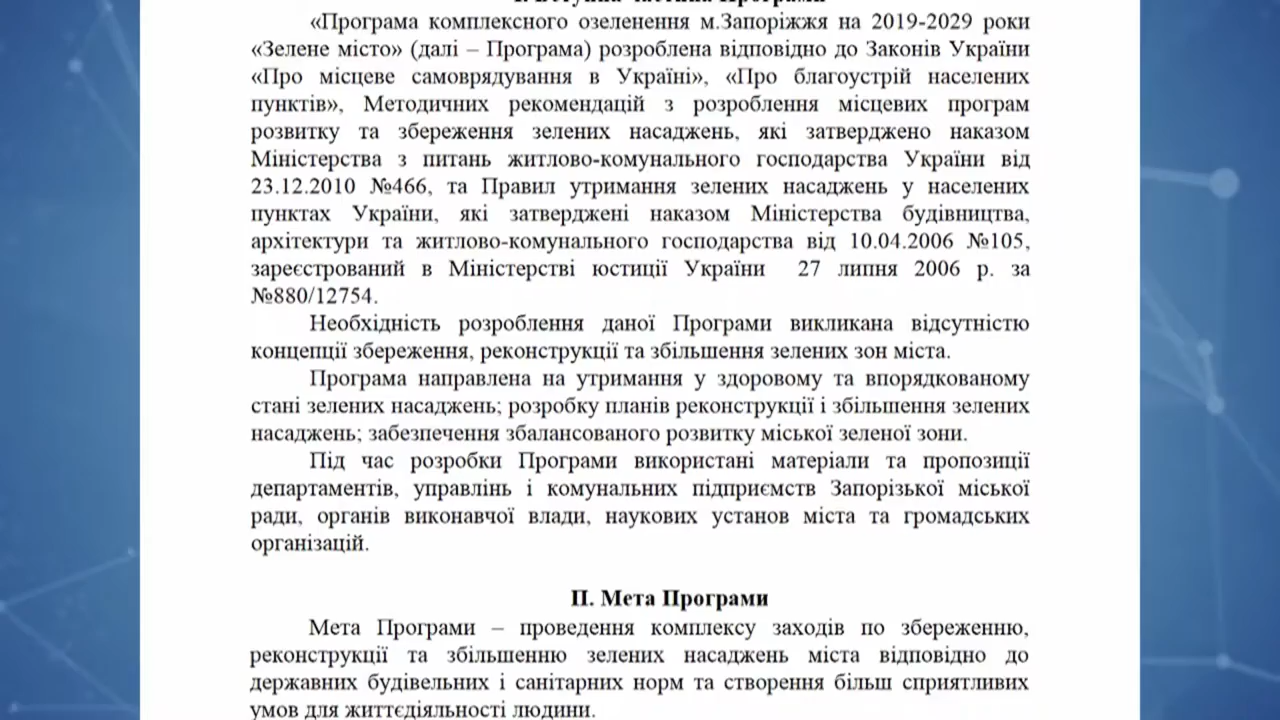 «Програма комплексного озеленення м.Запоріжжя на 2019-2029 роки
«Зелене місто» (далі – Програма) розроблена відповідно до Законів України
«Про місцеве самоврядування в Україні», «Про благоустрій населених
пунктів», Методичних рекомендацій з розроблення місцевих програм
розвитку та збереження зелених насаджень, які затверджено наказом
Міністерства з питань житлово-комунального господарства України від
23.12.2010 №466, та Правил утримання зелених насаджень у населених
пунктах України, які затверджені наказом Міністерства будівництва,
архітектури та житлово-комунального господарства від 10.04.2006 №105,
зареєстрований в Міністерстві юстиції України 27 липня 2006 р. за
№880/12754.
Необхідність розроблення даної Програми викликана відсутністю
концепції збереження, реконструкції та збільшення зелених зон міста.
Програма направлена на утримання у здоровому та впорядкованому
стані зелених насаджень; розробку планів реконструкції і збільшення зелених
насаджень; забезпечення збалансованого розвитку міської зеленої зони.
Під час розробки Програми використані матеріали та пропозиції
департаментів, управлінь і комунальних підприємств Запорізької міської
ради, органів виконавчої влади, наукових установ міста та громадських
організацій.
ІІ. Мета Програми
Мета Програми – проведення комплексу заходів по збереженню,
реконструкції та збільшенню зелених насаджень міста відповідно до
державних будівельних і санітарних норм та створення більш сприятливих
умов для життєдіяльності людини.